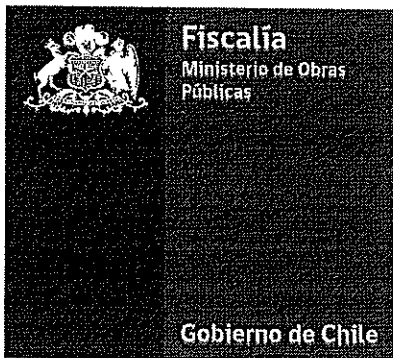 Fiscalía
Ministerio de Obras
Públicas
Gobierno de Chile